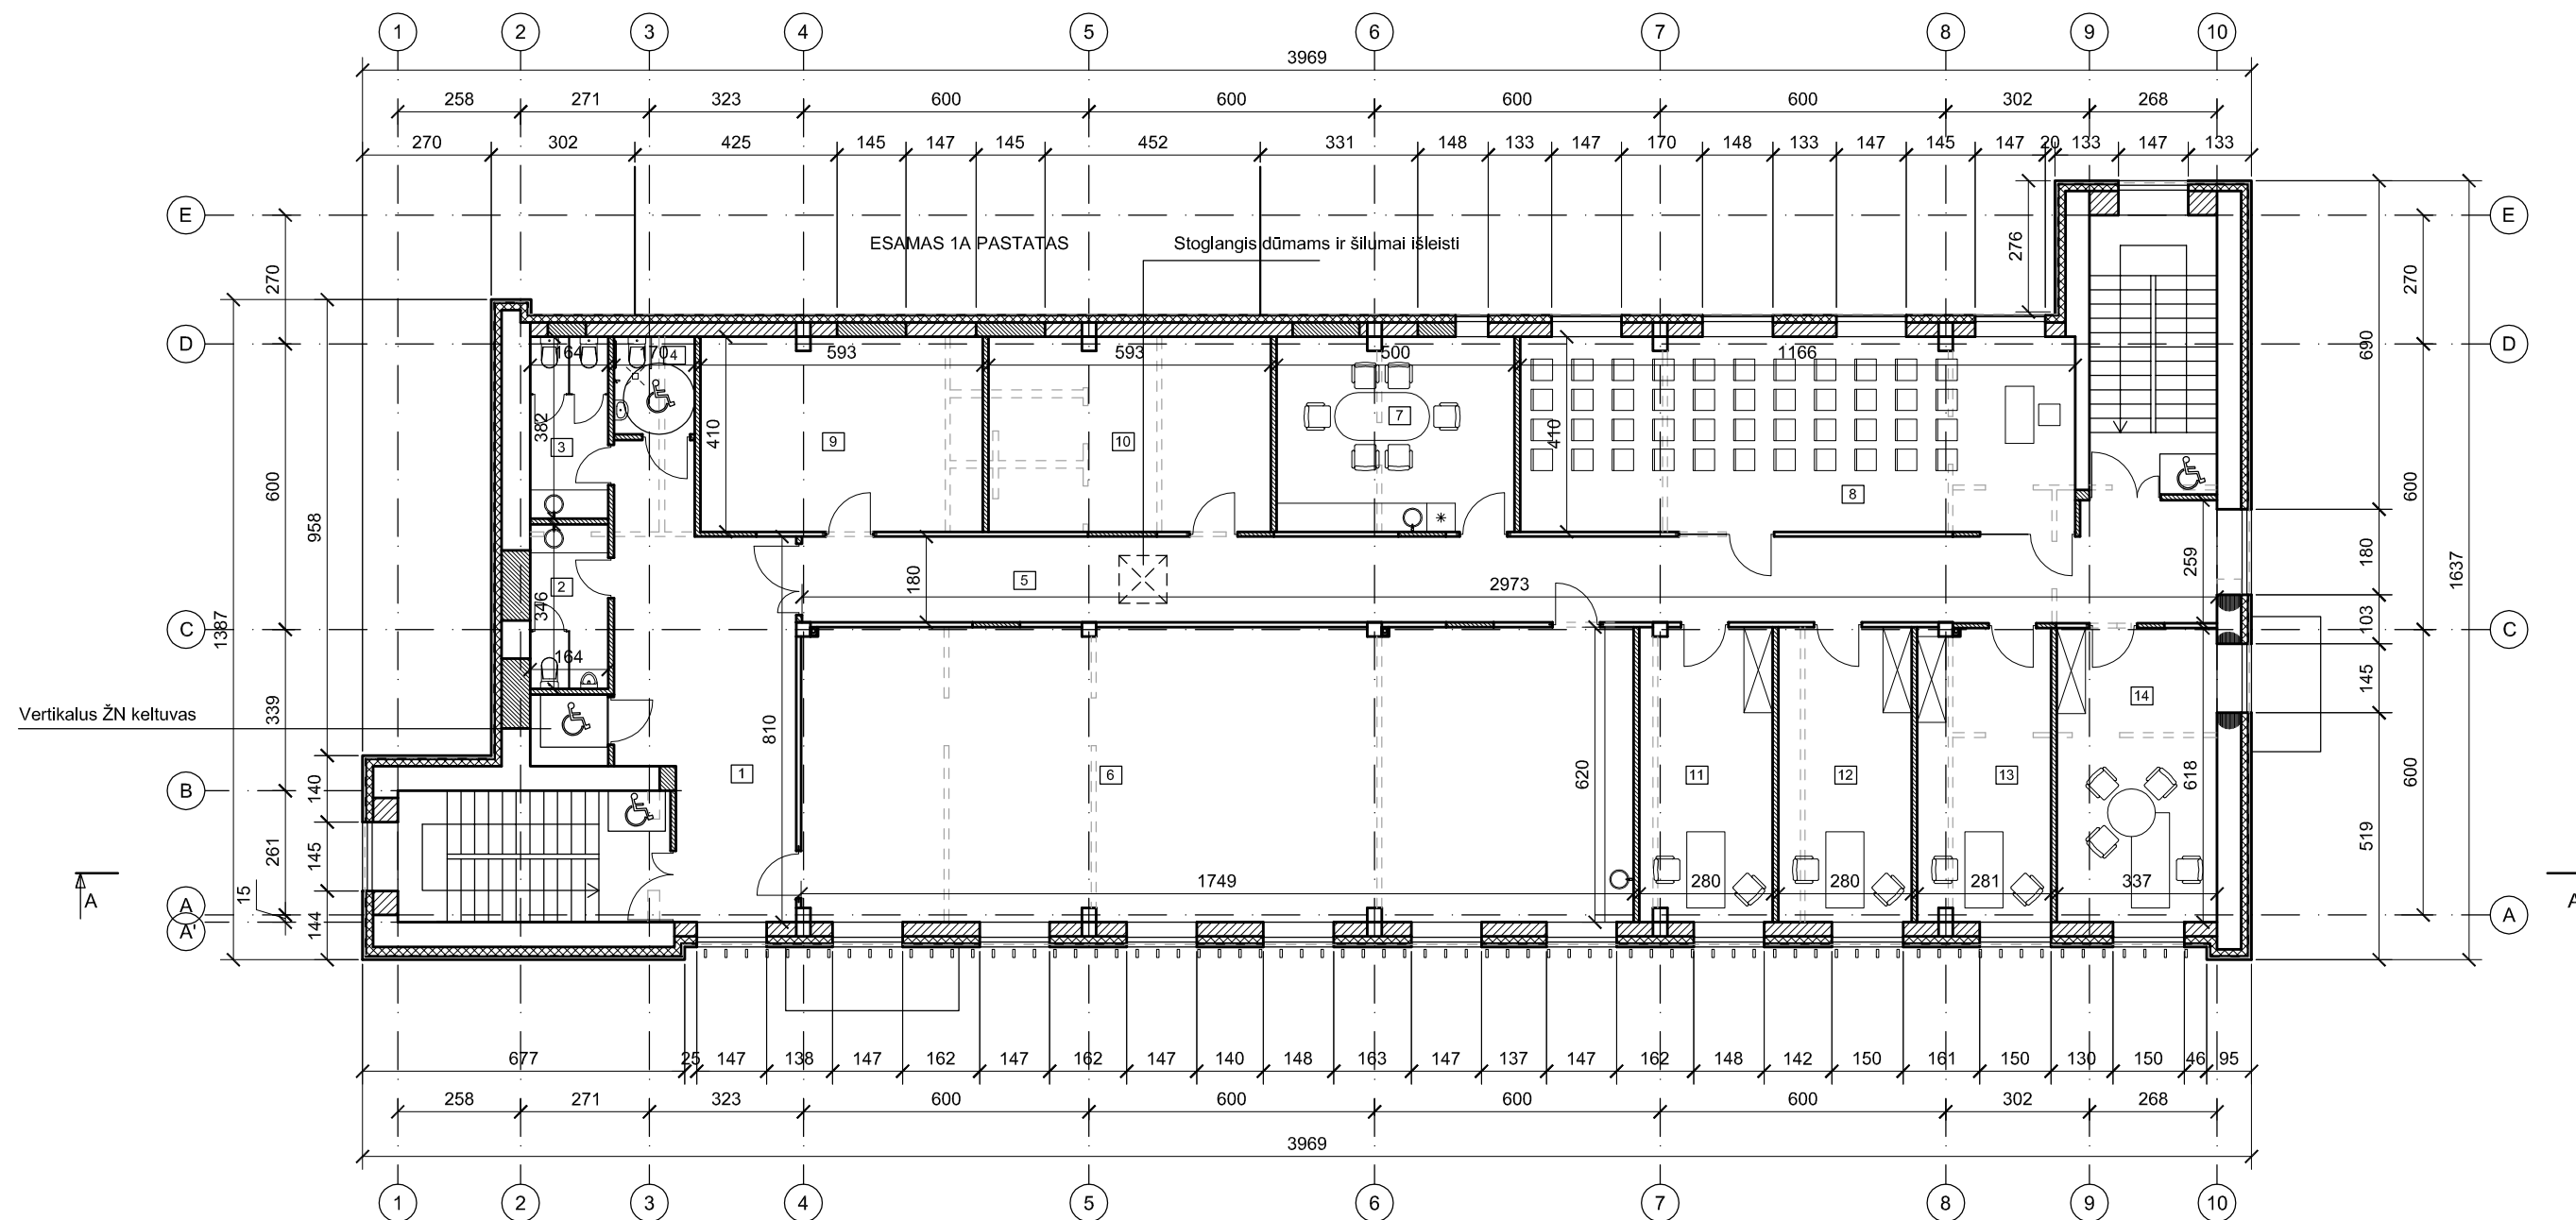 1 2 3 4 5 6 7 8 9 10
3969
258 271 323 600 600 600 600 302 268
270 302 425 145 147 145 452 331 148 133 147 170 148 133 147 145 147 20 133 147 133
E E
ESAMAS 1A PASTATAS Stoglangis dūmams ir šilumai išleisti
270 276 270
D D
164 170 4 593 593 500 1166
690
7
382 3 410 9 10 410
600 8 600
958
1387
259 180 1637
2 346 180 5 2973
C C
103
164
145
14
Vertikalus ŽN keltuvas
339 810
1 6 620 11 12 13 618 600
B B
140
519
261 145
15
A A
1749 280 280 281 337
A A
A'
144
677 25 147 138 147 162 147 162 147 140 148 163 147 137 147 162 148 142 150 161 150 130 150 46 95
258 271 323 600 600 600 600 302 268
3969
1 2 3 4 5 6 7 8 9 10